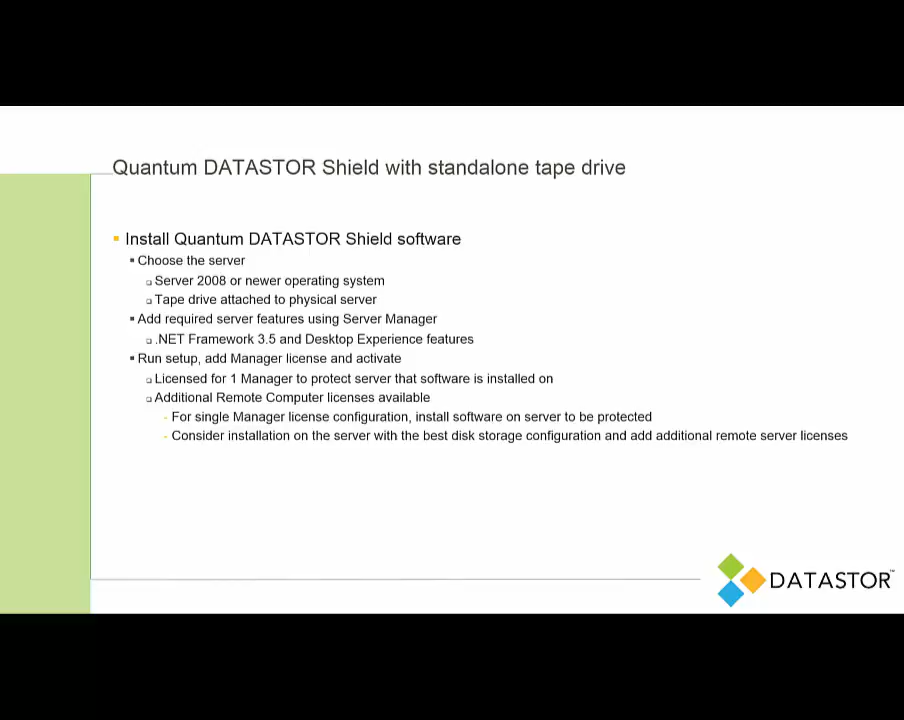 Quantum DATASTOR Shield with standalone tape drive
Install Quantum DATASTOR Shield software
Choose the server
Server 2008 or newer operating system
Tape drive attached to physical server
Add required server features using Server Manager
.NET Framework 3.5 and Desktop Experience features
Run setup, add Manager license and activate
Licensed for 1 Manager to protect server that software is installed on
Additional Remote Computer licenses available
- For single Manager license configuration, install software on server to be protected
- Consider installation on the server with the best disk storage configuration and add additional remote server licenses
DATASTOR™